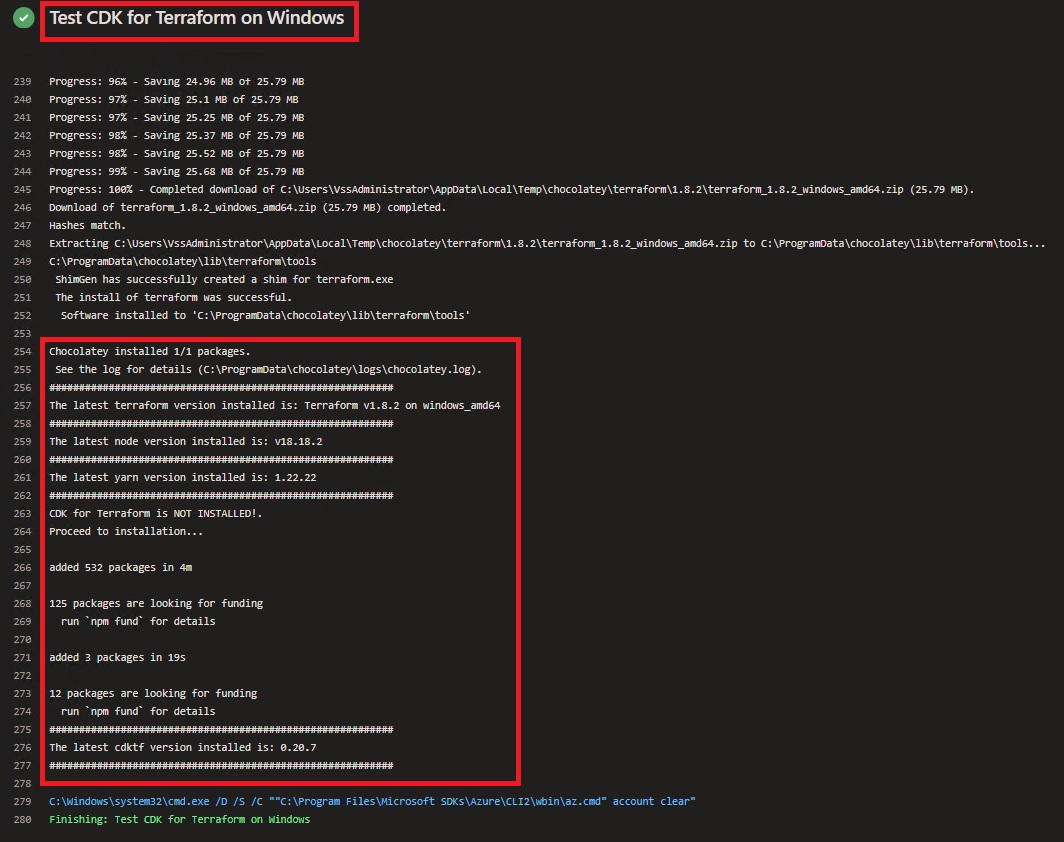 Test CDK for Terraform on Windows
239 Progress: 96% - Saving 24.96 MB of 25.79 MB
240 Progress: 97% - Saving 25.1 MB of 25.79 MB
241 Progress: 97% - Saving 25.25 MB of 25.79 MB
242 Progress: 98% - Saving 25.37 MB of 25.79 MB
243 Progress: 98% - Saving 25.52 MB of 25.79 MB
244 Progress: 99% - Saving 25.68 MB of 25.79 MB
245 Progress: 100% - Completed download of C:\Users\VssAdministrator\AppData\Local\Temp\chocolatey\terraform\1.8.2\terraform_1.8.2_windows_amd64.zip (25.79 MB).
246 Download of terraform_1.8.2_windows_amd64.zip (25.79 MB) completed.
247 Hashes match.
248 Extracting C:\Users\VssAdministrator\AppData\Local\Temp\chocolatey\terraform\1.8.2\terraform_1.8.2_windows_amd64.zip to C:\ProgramData\chocolatey\lib\terraform\tools...
249 C:\ProgramData\chocolatey\lib\terraform\tools
250 ShimGen has successfully created a shim for terraform.exe
251 The install of terraform was successful.
252 Software installed to 'C:\ProgramData\chocolatey\lib\terraform\tools'
253
254 Chocolatey installed 1/1 packages.
255 See the log for details (C:\ProgramData\chocolatey\logs\chocolatey.log).
256 ##########################################################
257 The latest terraform version installed is: Terraform v1.8.2 on windows_amd64
258 ##########################################################
259 The latest node version installed is: v18.18.2
260 ##########################################################
261 The latest yarn version installed is: 1.22.22
262 ##########################################################
263 CDK for Terraform is NOT INSTALLED!.
264 Proceed to installation...
265
266 added 532 packages in 4m
267
268 125 packages are looking for funding
269 run `npm fund` for details
270
271 added 3 packages in 19s
272
273 12 packages are looking for funding
274 run `npm fund` for details
275 ##########################################################
276 The latest cdktf version installed is: 0.20.7
277 ##########################################################
278
279 C:\Windows\system32\cmd.exe /D /S /C ""C:\Program Files\Microsoft SDKs\Azure\CLI2\wbin\az.cmd" account clear"
280 Finishing: Test CDK for Terraform on Windows